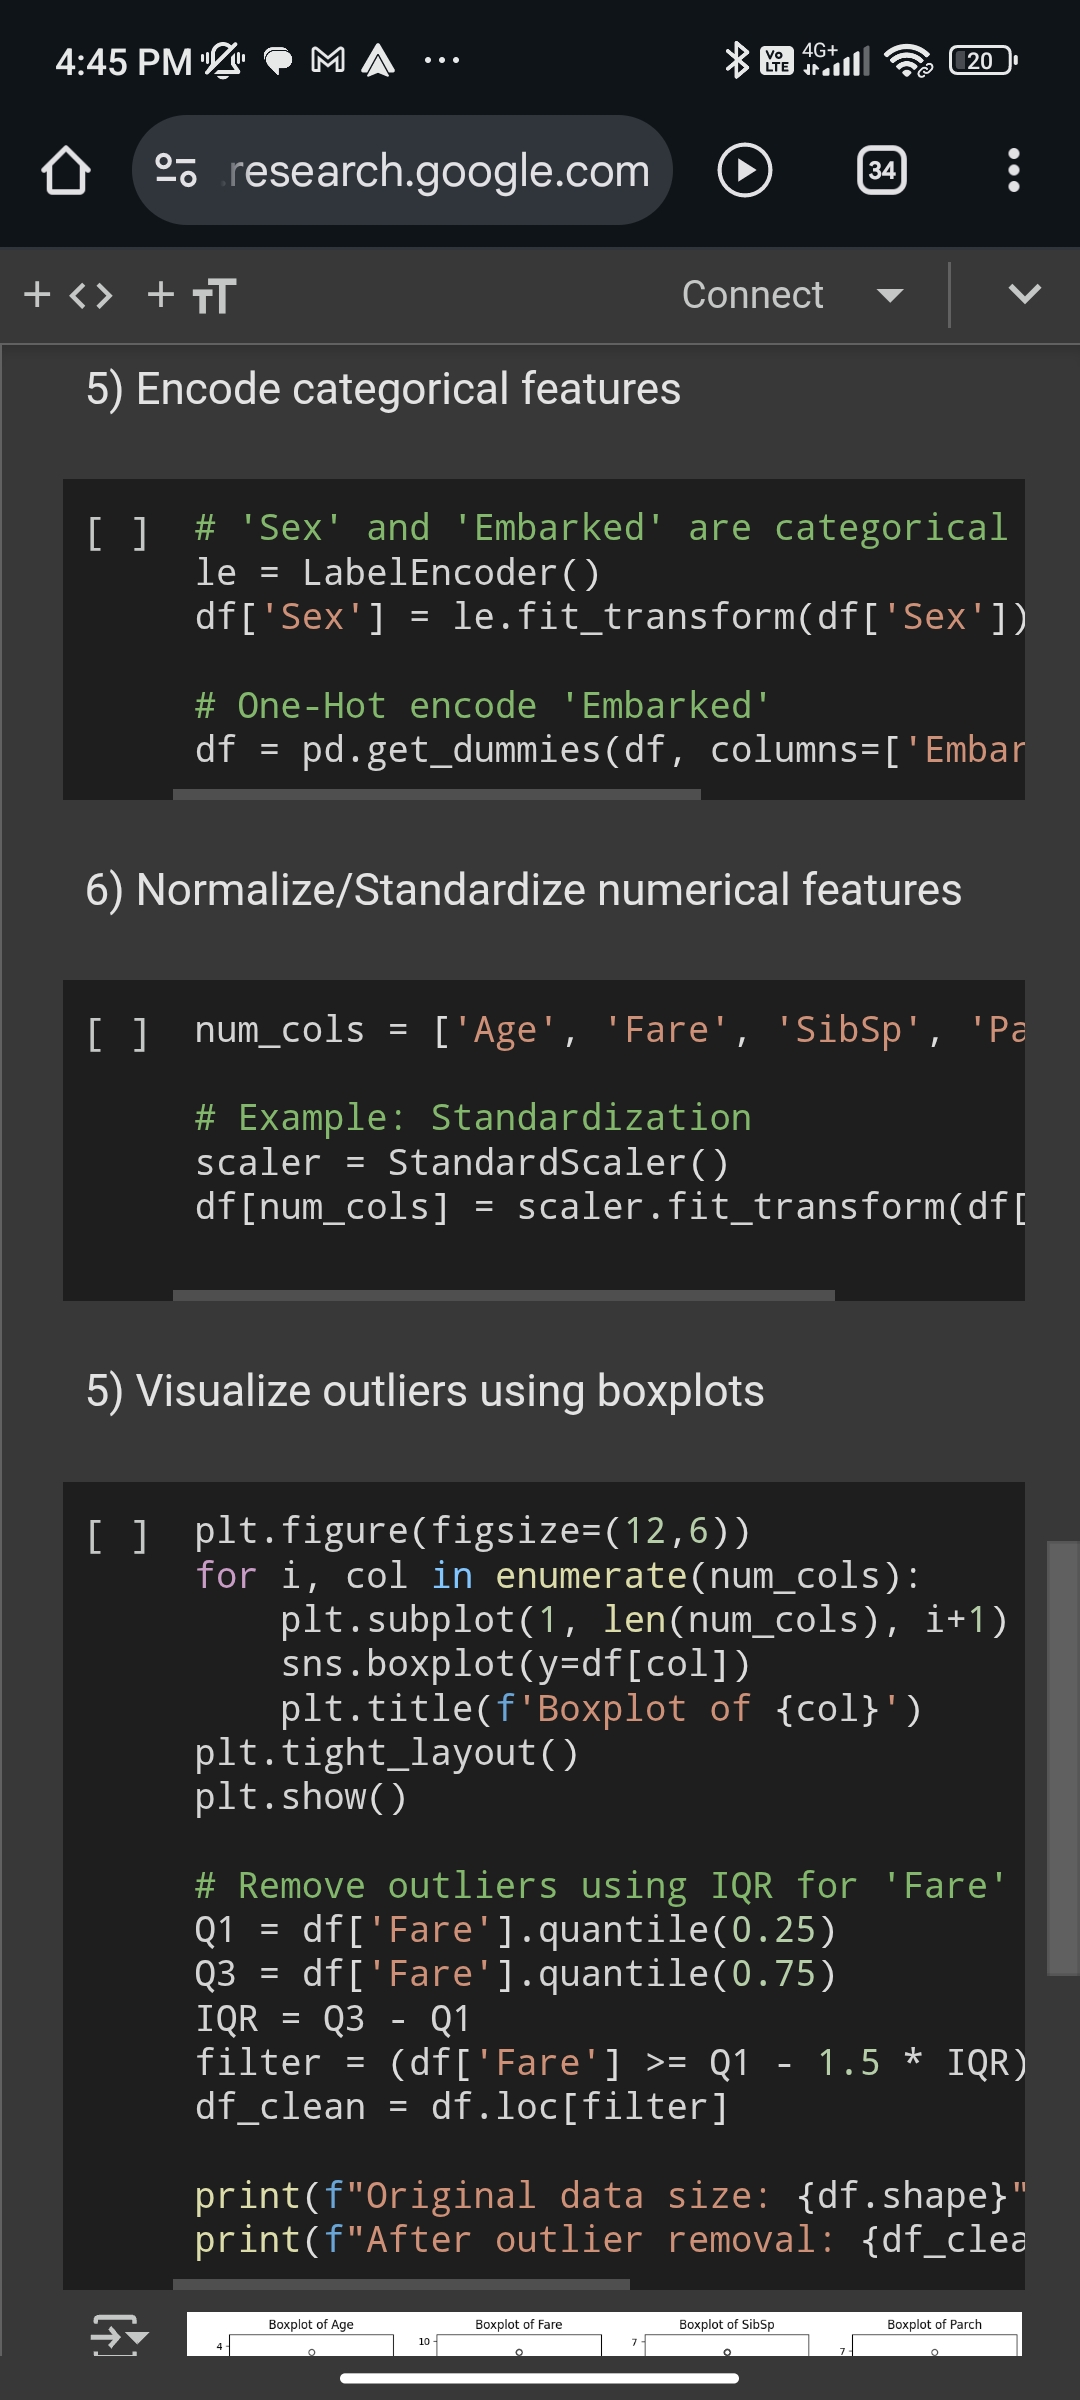 4:45 PM
Vo LTE 4G+ 20
.research.google.com 34
+ <> + TT Connect
5) Encode categorical features
[ ] # 'Sex' and 'Embarked' are categorical
le = LabelEncoder()
df['Sex'] = le.fit_transform(df['Sex'])
# One-Hot encode 'Embarked'
df = pd.get_dummies(df, columns=['Embar
6) Normalize/Standardize numerical features
[ ] num_cols = ['Age', 'Fare', 'SibSp', 'Pa
# Example: Standardization
scaler = StandardScaler()
df[num_cols] = scaler.fit_transform(df[
5) Visualize outliers using boxplots
[ ] plt.figure(figsize=(12,6))
for i, col in enumerate(num_cols):
    plt.subplot(1, len(num_cols), i+1)
    sns.boxplot(y=df[col])
    plt.title(f'Boxplot of {col}')
plt.tight_layout()
plt.show()
# Remove outliers using IQR for 'Fare'
Q1 = df['Fare'].quantile(0.25)
Q3 = df['Fare'].quantile(0.75)
IQR = Q3 - Q1
filter = (df['Fare'] >= Q1 - 1.5 * IQR)
df_clean = df.loc[filter]
print(f"Original data size: {df.shape}"
print(f"After outlier removal: {df_clea
Boxplot of Age Boxplot of Fare Boxplot of SibSp Boxplot of Parch
4 10 7 7